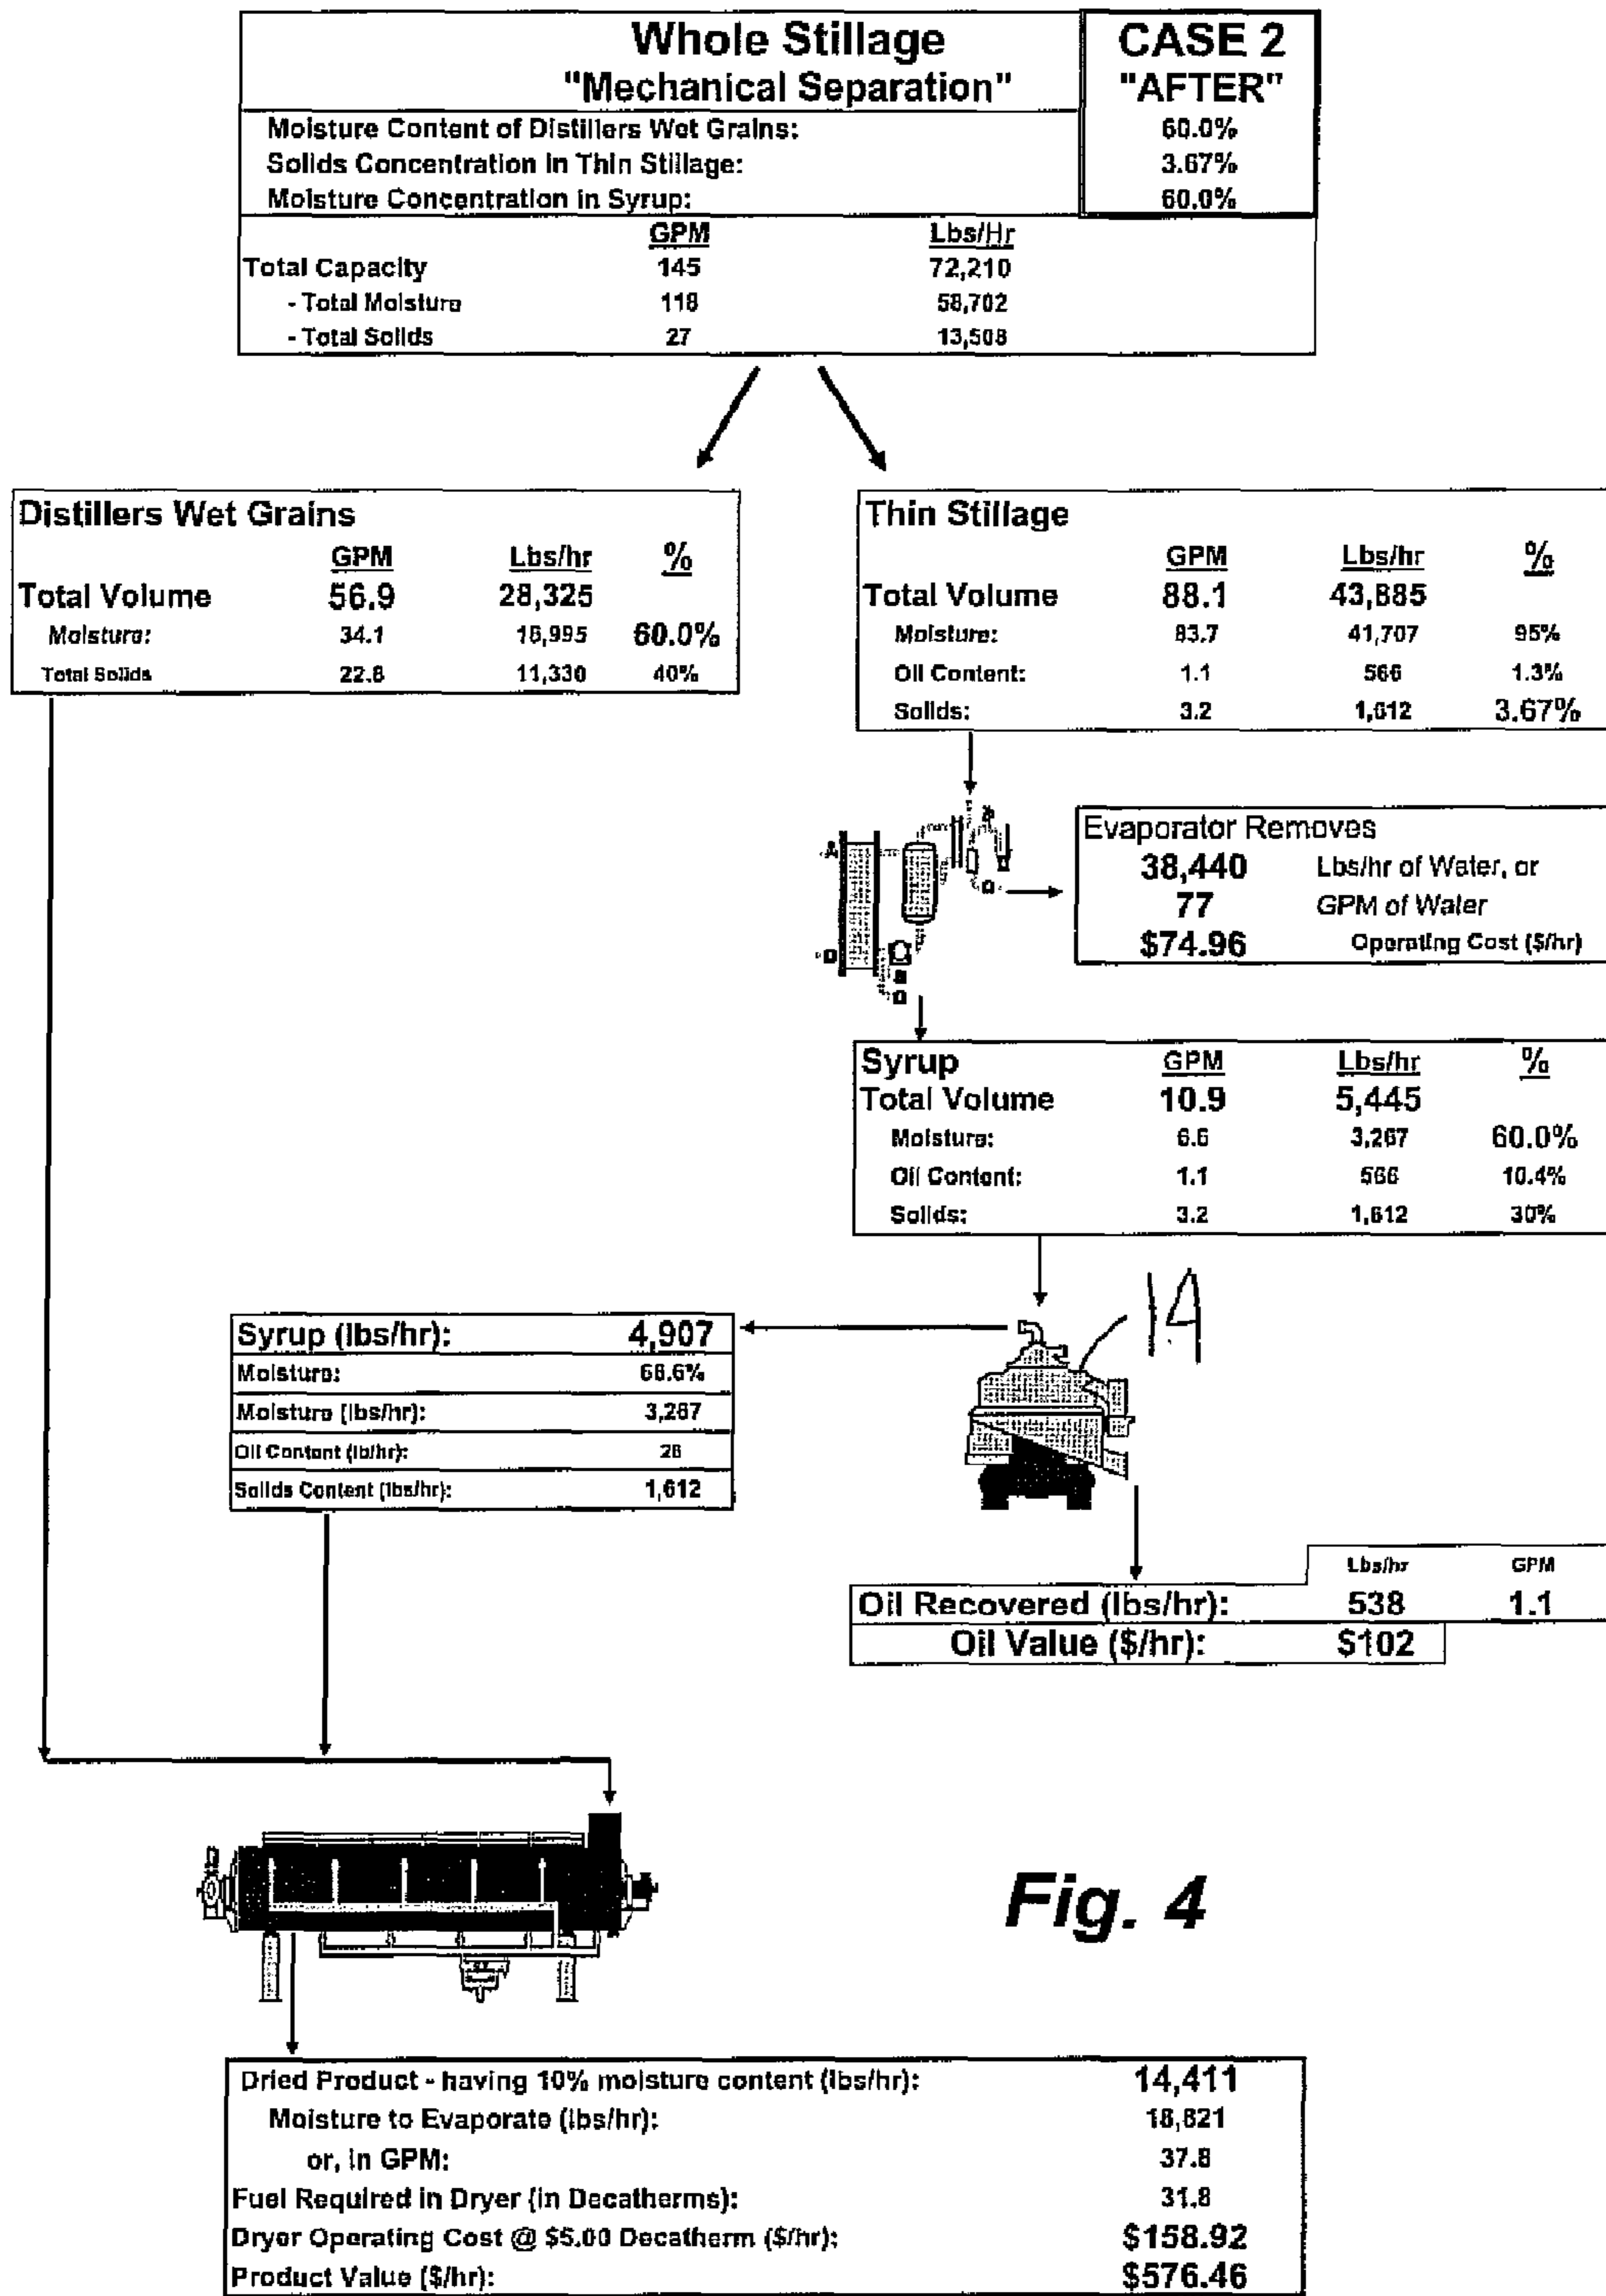 Whole Stillage
"Mechanical Separation"
CASE 2
"AFTER"
Moisture Content of Distillers Wet Grains: 60.0%
Solids Concentration in Thin Stillage: 3.67%
Moisture Concentration in Syrup: 60.0%
GPM Lbs/Hr
Total Capacity 145 72,210
- Total Moisture 118 58,702
- Total Solids 27 13,508
Distillers Wet Grains
GPM Lbs/hr %
Total Volume 56.9 28,325
Moisture: 34.1 16,995 60.0%
Total Solids 22.8 11,330 40%
Thin Stillage
GPM Lbs/hr %
Total Volume 88.1 43,885
Moisture: 83.7 41,707 95%
Oil Content: 1.1 566 1.3%
Solids: 3.2 1,612 3.67%
Evaporator Removes
38,440 Lbs/hr of Water, or
77 GPM of Water
$74.96 Operating Cost ($/hr)
A
D
Syrup GPM Lbs/hr %
Total Volume 10.9 5,445
Moisture: 6.6 3,267 60.0%
Oil Content: 1.1 566 10.4%
Solids: 3.2 1,612 30%
14
Syrup (lbs/hr): 4,907
Moisture: 66.6%
Moisture (lbs/hr): 3,267
Oil Content (lb/hr): 28
Solids Content (lbs/hr): 1,612
Lbs/hr GPM
Oil Recovered (lbs/hr): 538 1.1
Oil Value ($/hr): $102
Fig. 4
Dried Product - having 10% moisture content (lbs/hr): 14,411
Moisture to Evaporate (lbs/hr): 18,821
or, in GPM: 37.8
Fuel Required in Dryer (in Decatherms): 31.8
Dryer Operating Cost @ $5.00 Decatherm ($/hr): $158.92
Product Value ($/hr): $576.46